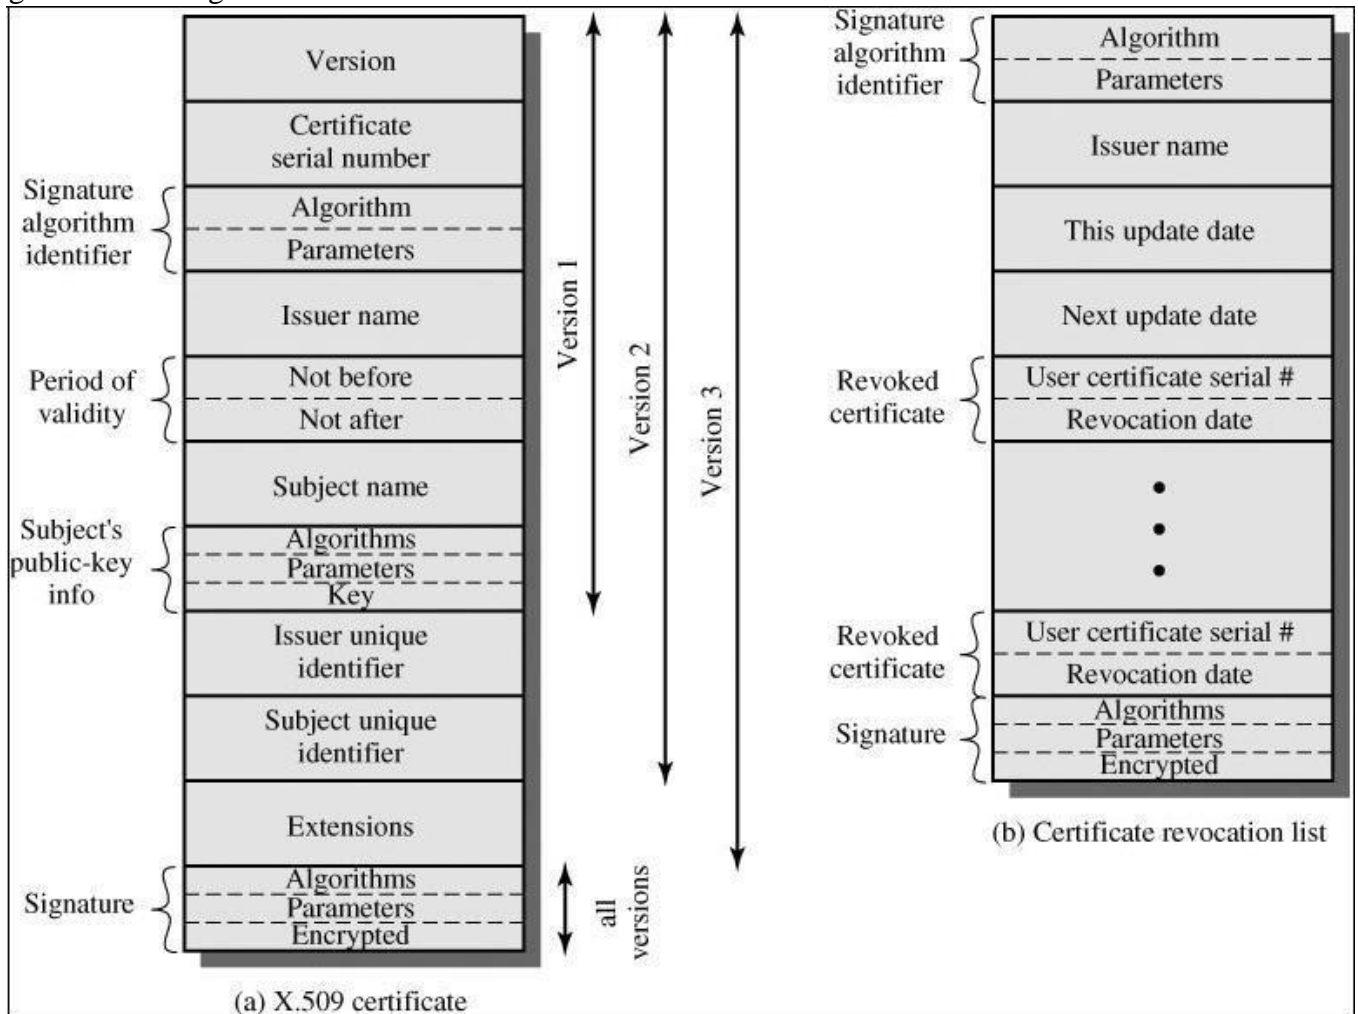 Version
Certificate
serial number
Signature
algorithm
identifier
Algorithm
Parameters
Issuer name
Period of
validity
Not before
Not after
Subject name
Subject's
public-key
info
Algorithms
Parameters
Key
Issuer unique
identifier
Subject unique
identifier
Extensions
Signature
Algorithms
Parameters
Encrypted
Version 1
Version 2
Version 3
all
versions
(a) X.509 certificate
Signature
algorithm
identifier
Algorithm
Parameters
Issuer name
This update date
Next update date
Revoked
certificate
User certificate serial #
Revocation date
Revoked
certificate
User certificate serial #
Revocation date
Signature
Algorithms
Parameters
Encrypted
(b) Certificate revocation list